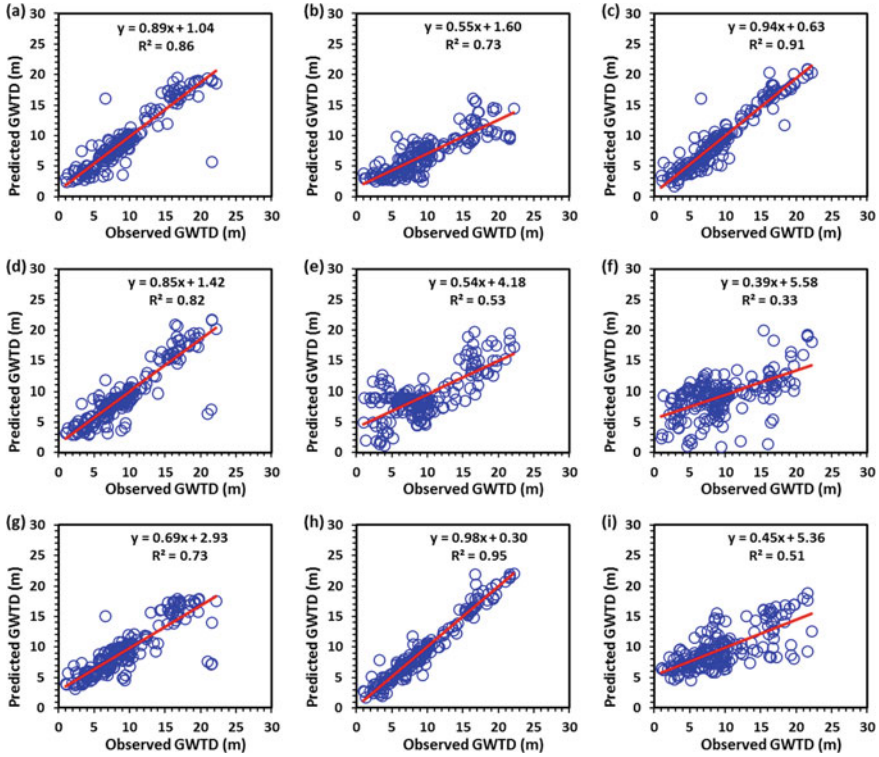 (a) y = 0.89x + 1.04
R² = 0.86
Predicted GWTD (m)
30
25
20
15
10
5
0
0 5 10 15 20 25 30
Observed GWTD (m)
(b) y = 0.55x + 1.60
R² = 0.73
Predicted GWTD (m)
30
25
20
15
10
5
0
0 5 10 15 20 25 30
Observed GWTD (m)
(c) y = 0.94x + 0.63
R² = 0.91
Predicted GWTD (m)
30
25
20
15
10
5
0
0 5 10 15 20 25 30
Observed GWTD (m)
(d) y = 0.85x + 1.42
R² = 0.82
Predicted GWTD (m)
30
25
20
15
10
5
0
0 5 10 15 20 25 30
Observed GWTD (m)
(e) y = 0.54x + 4.18
R² = 0.53
Predicted GWTD (m)
30
25
20
15
10
5
0
0 5 10 15 20 25 30
Observed GWTD (m)
(f) y = 0.39x + 5.58
R² = 0.33
Predicted GWTD (m)
30
25
20
15
10
5
0
0 5 10 15 20 25 30
Observed GWTD (m)
(g) y = 0.69x + 2.93
R² = 0.73
Predicted GWTD (m)
30
25
20
15
10
5
0
0 5 10 15 20 25 30
Observed GWTD (m)
(h) y = 0.98x + 0.30
R² = 0.95
Predicted GWTD (m)
30
25
20
15
10
5
0
0 5 10 15 20 25 30
Observed GWTD (m)
(i) y = 0.45x + 5.36
R² = 0.51
Predicted GWTD (m)
30
25
20
15
10
5
0
0 5 10 15 20 25 30
Observed GWTD (m)